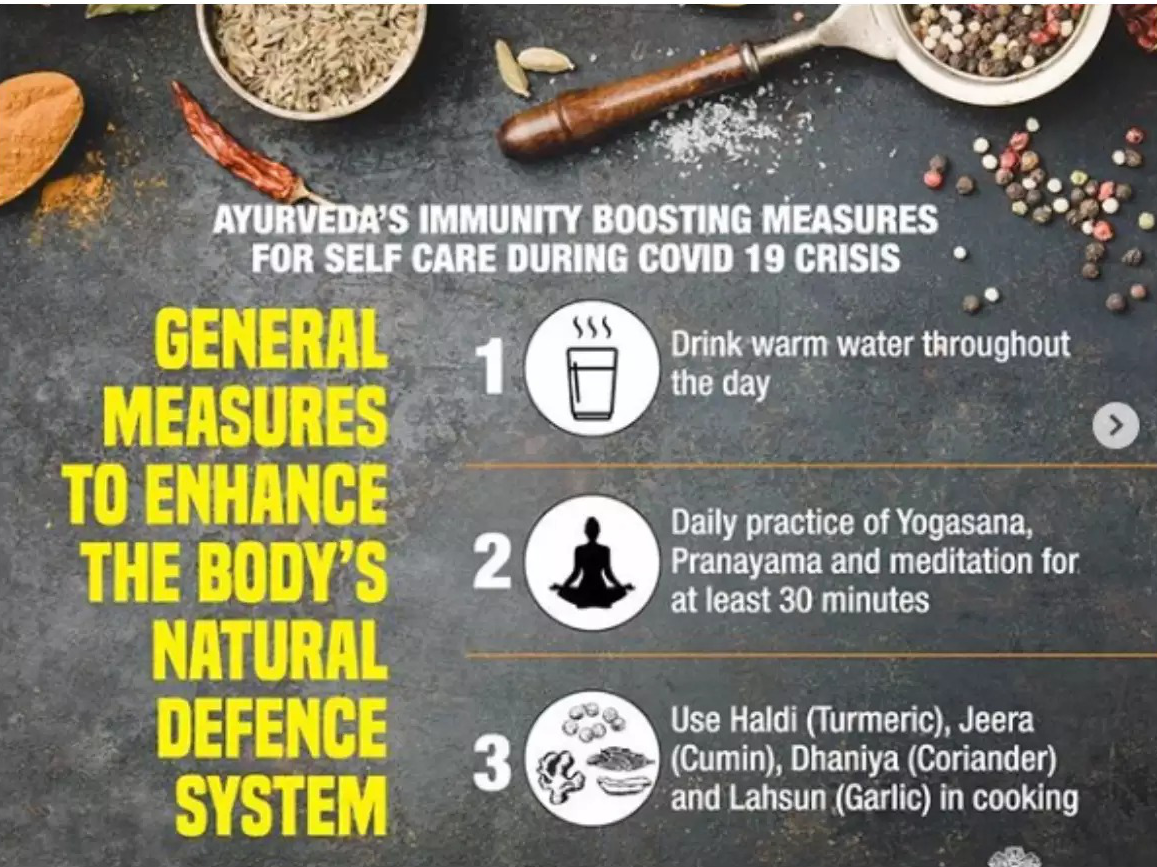 AYURVEDA'S IMMUNITY BOOSTING MEASURES
FOR SELF CARE DURING COVID 19 CRISIS
GENERAL
MEASURES
TO ENHANCE
THE BODY'S
NATURAL
DEFENCE
SYSTEM
1
Drink warm water throughout
the day
2
Daily practice of Yogasana,
Pranayama and meditation for
at least 30 minutes
3
Use Haldi (Turmeric), Jeera
(Cumin), Dhaniya (Coriander)
and Lahsun (Garlic) in cooking